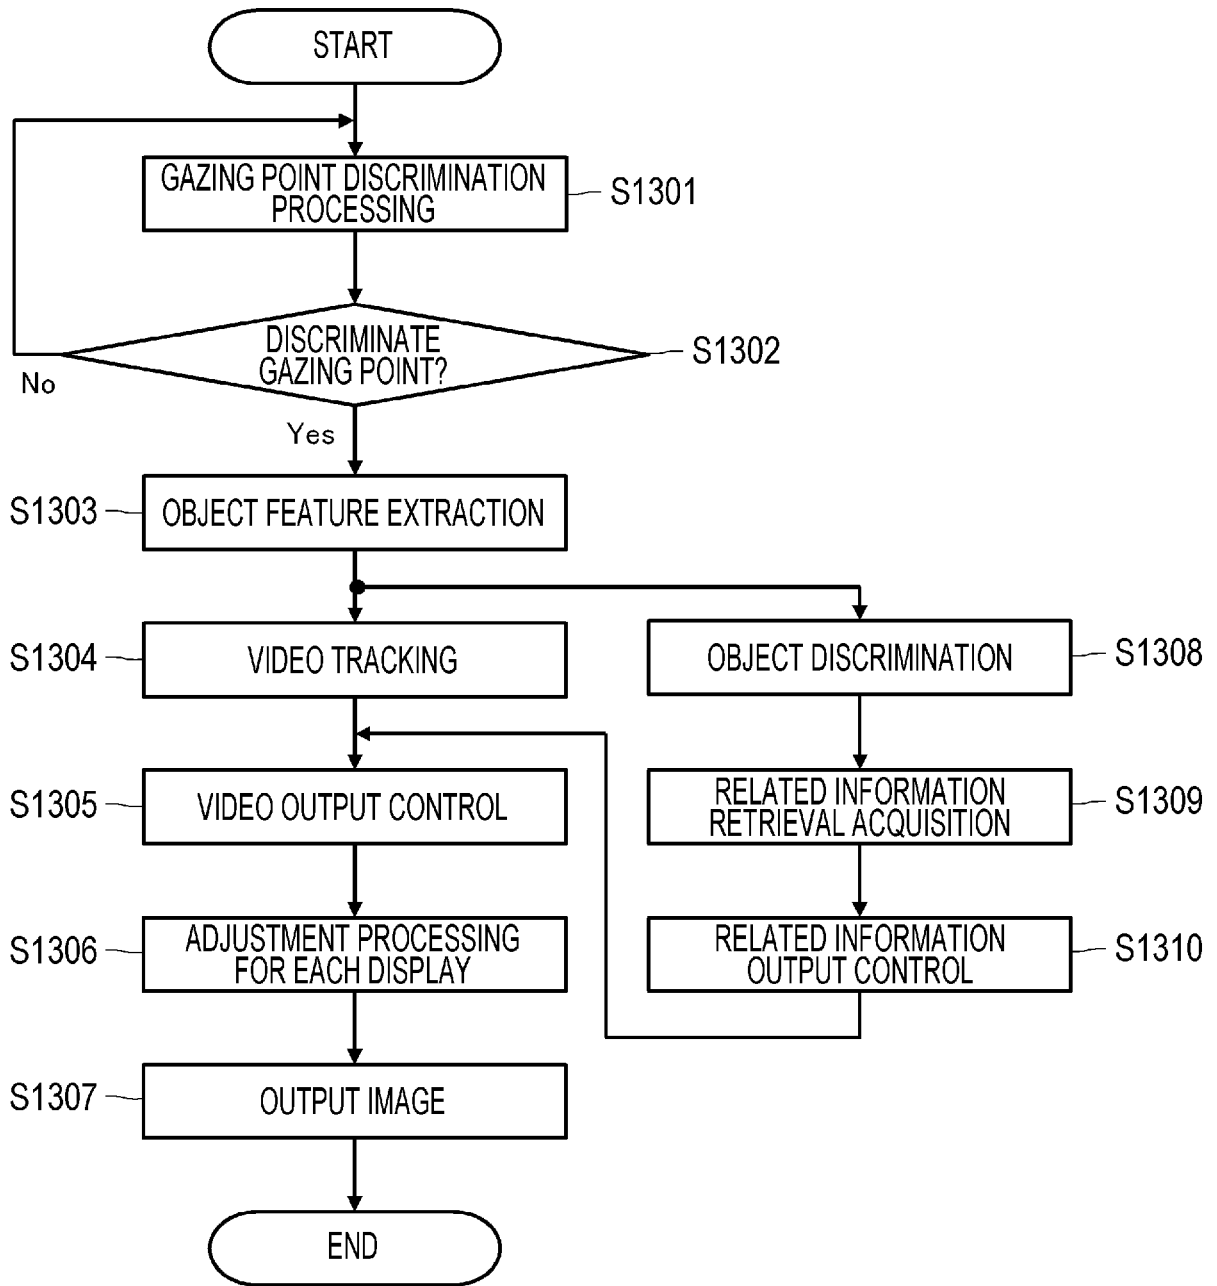 START
GAZING POINT DISCRIMINATION
PROCESSING
S1301
DISCRIMINATE
GAZING POINT?
S1302
No
Yes
S1303
OBJECT FEATURE EXTRACTION
S1304
VIDEO TRACKING
OBJECT DISCRIMINATION
S1308
S1305
VIDEO OUTPUT CONTROL
RELATED INFORMATION
RETRIEVAL ACQUISITION
S1309
S1306
ADJUSTMENT PROCESSING
FOR EACH DISPLAY
RELATED INFORMATION
OUTPUT CONTROL
S1310
S1307
OUTPUT IMAGE
END